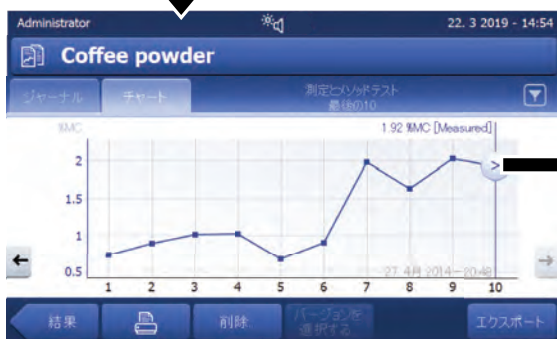 Administrator
22. 3 2019 - 14:54
Coffee powder
ジャーナル
チャート
測定とメソッドテスト
最後の10
%MC
1.92 %MC [Measured]
2
1.5
1
0.5
27. 4月 2014 - 20:48
1 2 3 4 5 6 7 8 9 10
結果
削除
バージョンを
選択する
エクスポート